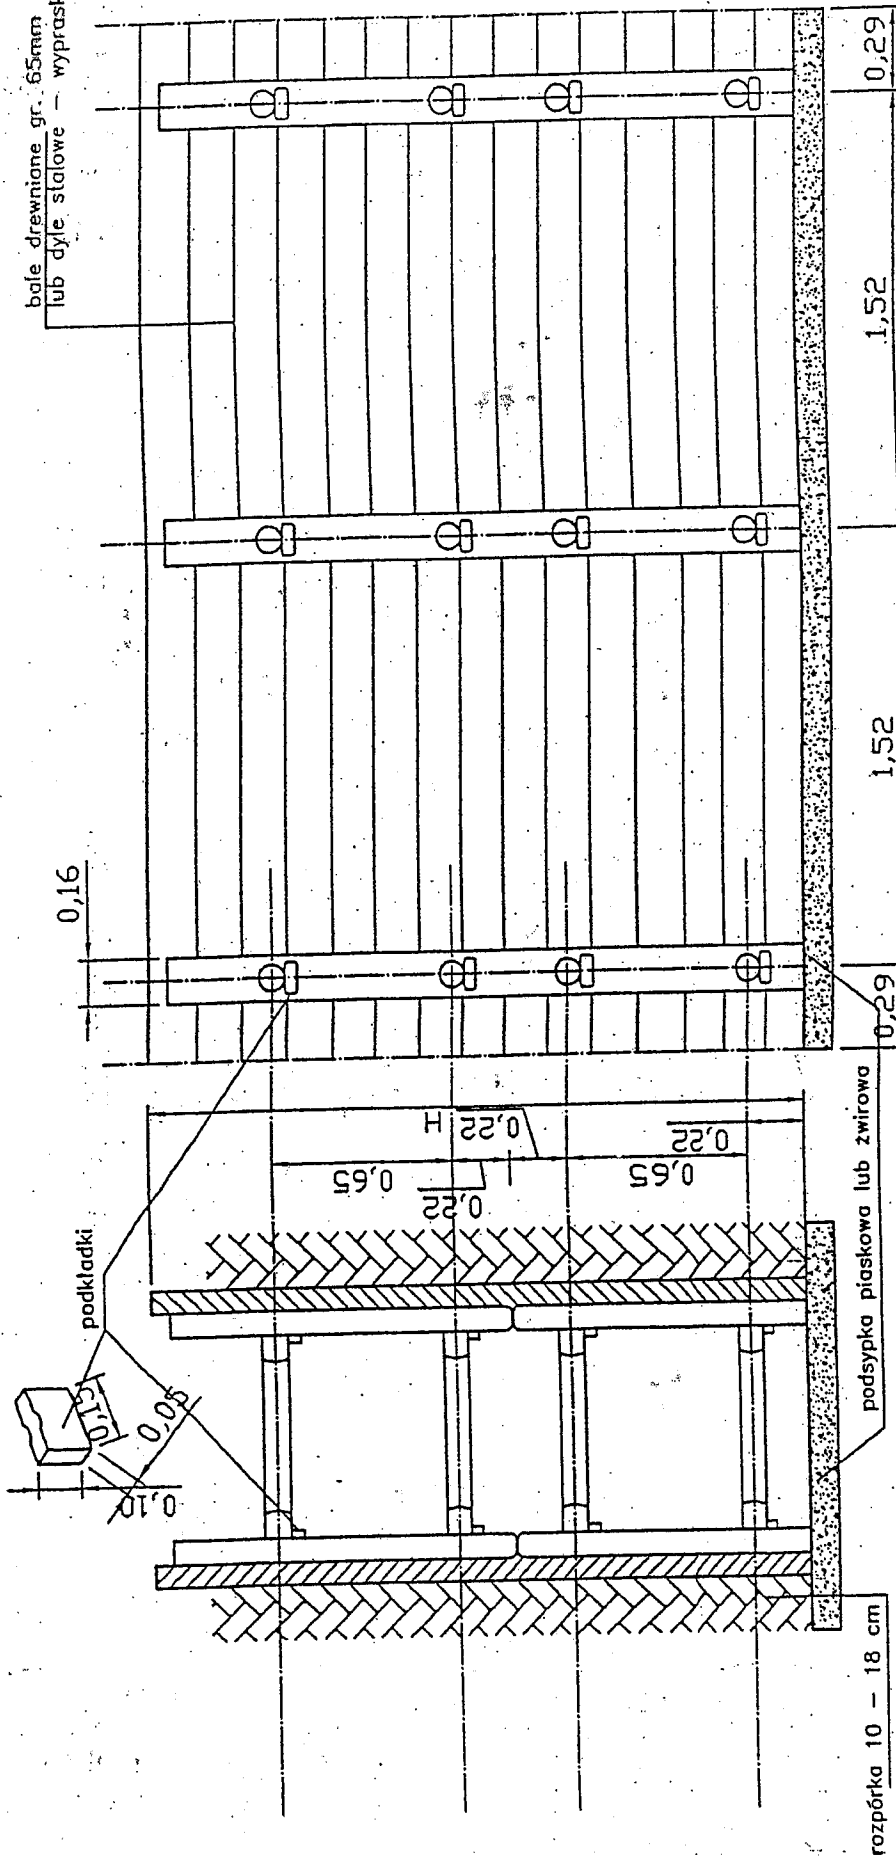 bale drewniane gr. 65mm
lub dyle stalowe –
0,16
podkładki
0,15
0,05
0,10
H
0,65
0,22
0,22
0,65
0,22
0,29
1,52
1,52
0,29
podsypka piaskowa lub żwirowa
rozpórka 10 – 18 cm